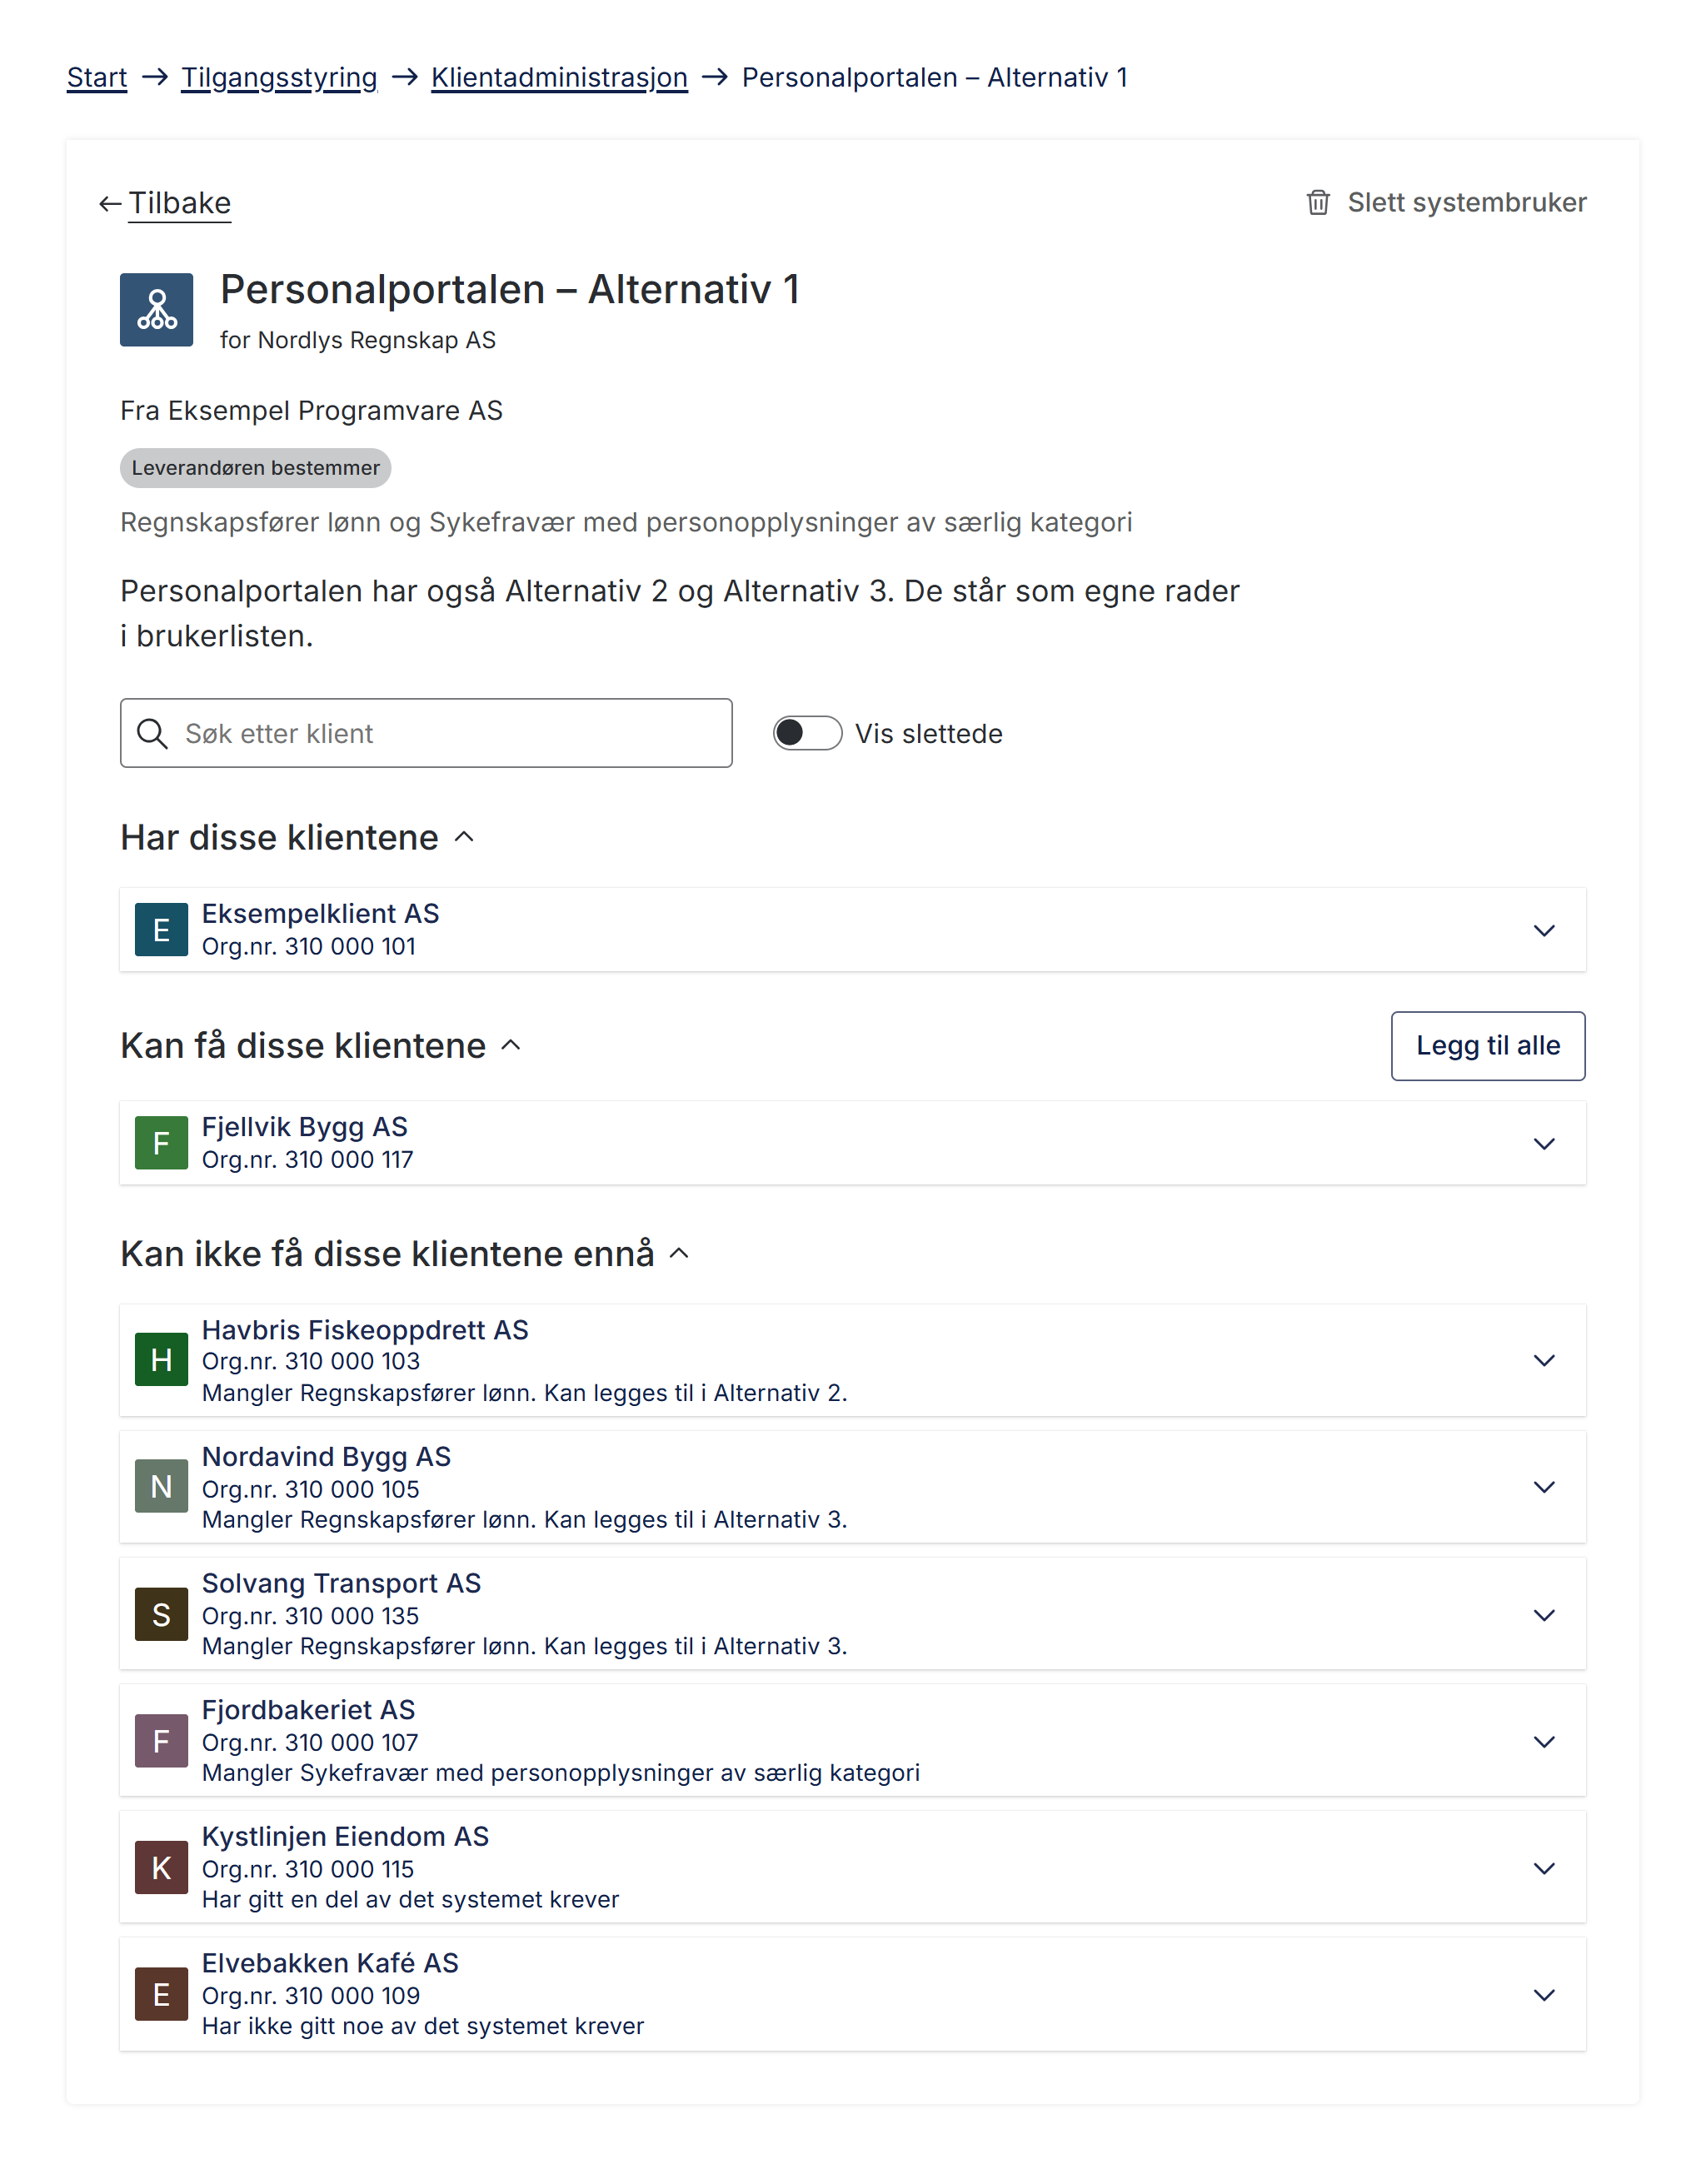 Start → Tilgangsstyring → Klientadministrasjon → Personalportalen – Alternativ 1
← Tilbake
Slett systembruker
Personalportalen – Alternativ 1
for Nordlys Regnskap AS
Fra Eksempel Programvare AS
Leverandøren bestemmer
Regnskapsfører lønn og Sykefravær med personopplysninger av særlig kategori
Personalportalen har også Alternativ 2 og Alternativ 3. De står som egne rader
i brukerlisten.
Søk etter klient
Vis slettede
Har disse klientene
E
Eksempelklient AS
Org.nr. 310 000 101
Kan få disse klientene
Legg til alle
F
Fjellvik Bygg AS
Org.nr. 310 000 117
Kan ikke få disse klientene ennå
H
Havbris Fiskeoppdrett AS
Org.nr. 310 000 103
Mangler Regnskapsfører lønn. Kan legges til i Alternativ 2.
N
Nordavind Bygg AS
Org.nr. 310 000 105
Mangler Regnskapsfører lønn. Kan legges til i Alternativ 3.
S
Solvang Transport AS
Org.nr. 310 000 135
Mangler Regnskapsfører lønn. Kan legges til i Alternativ 3.
F
Fjordbakeriet AS
Org.nr. 310 000 107
Mangler Sykefravær med personopplysninger av særlig kategori
K
Kystlinjen Eiendom AS
Org.nr. 310 000 115
Har gitt en del av det systemet krever
E
Elvebakken Kafé AS
Org.nr. 310 000 109
Har ikke gitt noe av det systemet krever